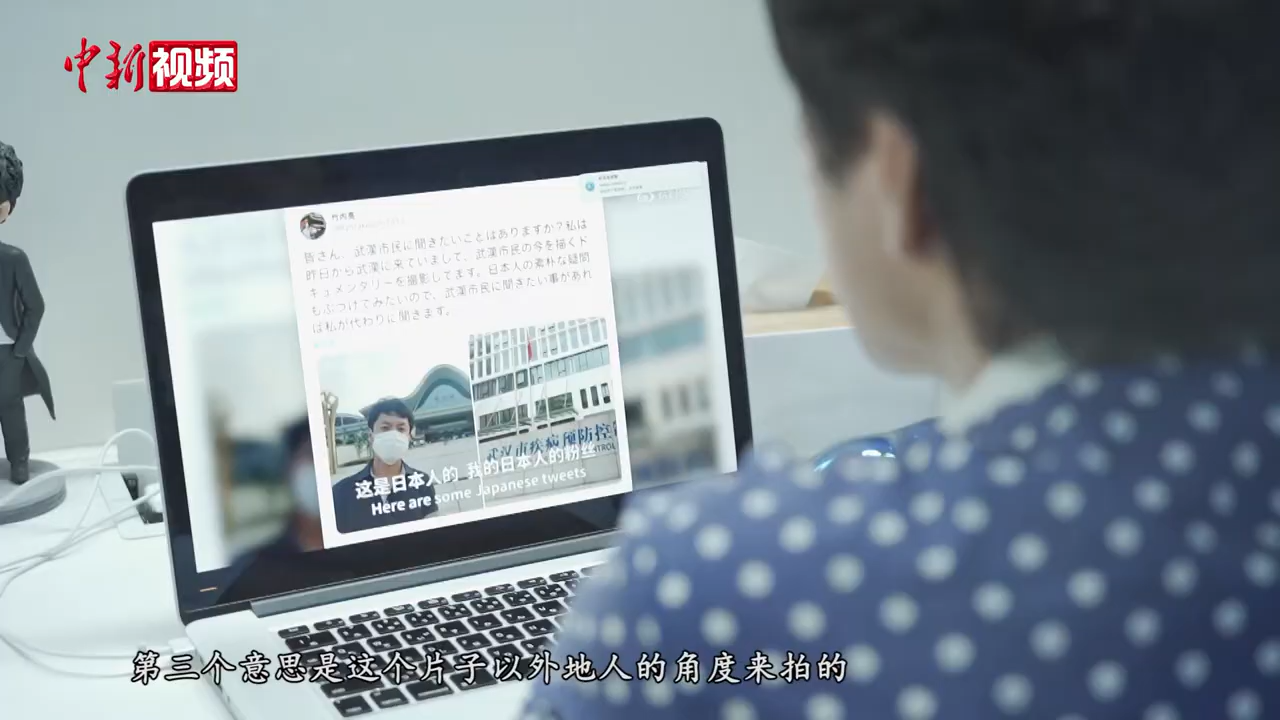 中新视频
竹内亮
皆さん、武漢市民に聞きたいことはありますか？私は
昨日から武漢に来ていまして、武漢市民の今を描くド
キュメンタリーを撮影してます。日本人の素朴な疑問
もぶつけてみたいので、武漢市民に聞きたい事があれ
ば私が代わりに聞きます。
武汉市疾病预防控
这是日本人的 我的日本人的粉丝
Here are some Japanese tweets
第三个意思是这个片子以外地人的角度来拍的